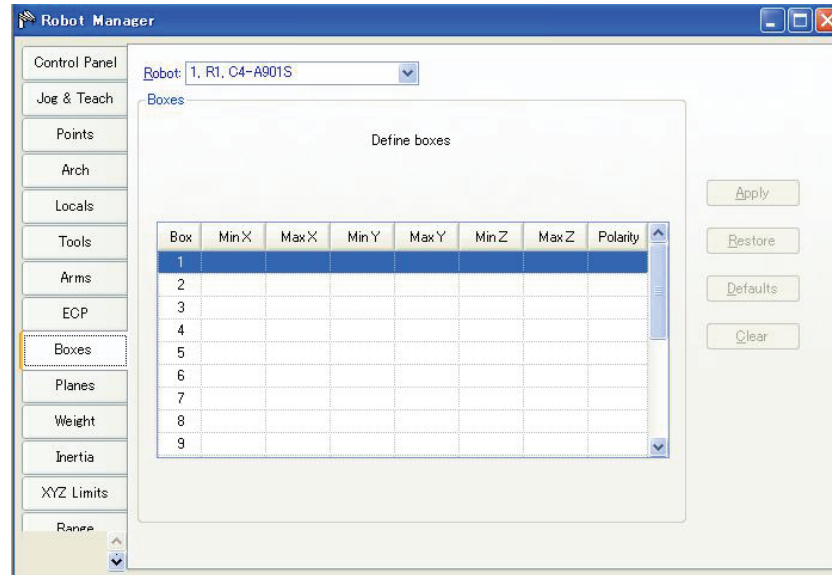 Robot Manager
Control Panel
Jog & Teach
Points
Arch
Locals
Tools
Arms
ECP
Boxes
Planes
Weight
Inertia
XYZ Limits
Range
Robot: 1, R1, C4-A901S
Boxes
Define boxes
Box Min X Max X Min Y Max Y Min Z Max Z Polarity
1
2
3
4
5
6
7
8
9
Apply
Restore
Defaults
Clear